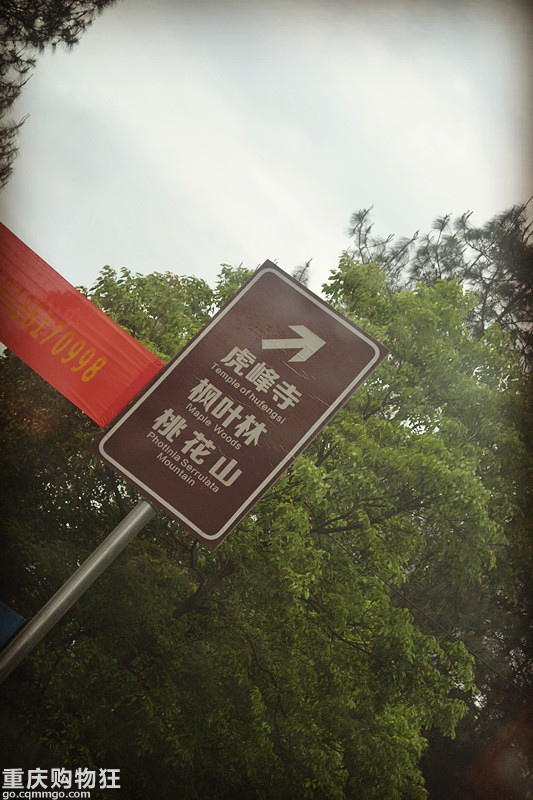 虎峰寺
Temple of hufengsi
枫叶林
Maple Woods
桃花山
Photinia Serrulata
Mountain
70998
重庆购物狂
go.cqmmgo.com